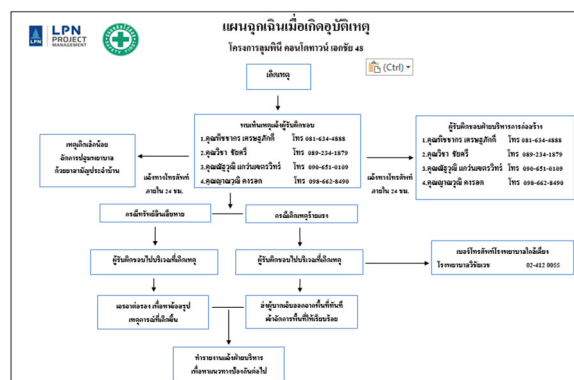 LPN
LPN
PROJECT
MANAGEMENT
แผนฉุกเฉินเมื่อเกิดอุบัติเหตุ
โครงการลุมพินี คอนโดทาวน์ เอกชัย 48
(Ctrl)
เกิดเหตุ
พบเห็นเหตุแจ้งผู้รับผิดชอบ
1.คุณพิชชากร เศรษฐภักดี โทร 081-634-4888
2.คุณวิชา ชัยศรี โทร 089-234-1879
3.คุณณัฐวุฒิ แก่วนเขตรวิทร์ โทร 090-651-0109
4.คุณญาณวุฒิ คงรอด โทร 098-662-8490
ผู้รับผิดชอบฝ่ายบริหารการก่อสร้าง
1.คุณพิชชากร เศรษฐภักดี โทร 081-634-4888
2.คุณวิชา ชัยศรี โทร 089-234-1879
3.คุณณัฐวุฒิ แก่วนเขตรวิทร์ โทร 090-651-0109
4.คุณญาณวุฒิ คงรอด โทร 098-662-8490
เหตุเล็กน้อย
ทำการปฐมพยาบาล
ด้วยยาสามัญประจำบ้าน
แจ้งทางโทรศัพท์
ภายใน 24 ชม.
แจ้งทางโทรศัพท์
ภายใน 24 ชม.
กรณีทรัพย์สินเสียหาย
กรณีเกิดเหตุร้ายแรง
ผู้รับผิดชอบไปบริเวณที่เกิดเหตุ
ผู้รับผิดชอบไปบริเวณที่เกิดเหตุ
เบอร์โทรศัพท์โรงพยาบาลใกล้เคียง
โรงพยาบาลวิชัยเวช 02-412 0055
เจรจาต่อรอง เพื่อหาข้อสรุป
เหตุการณ์ที่เกิดขึ้น
ส่งผู้บาดเจ็บออกจากพื้นที่ทันที
เข้าจัดการพื้นที่ให้เรียบร้อย
ทำรายงานแจ้งฝ่ายบริหาร
เพื่อหาแนวทางป้องกันต่อไป